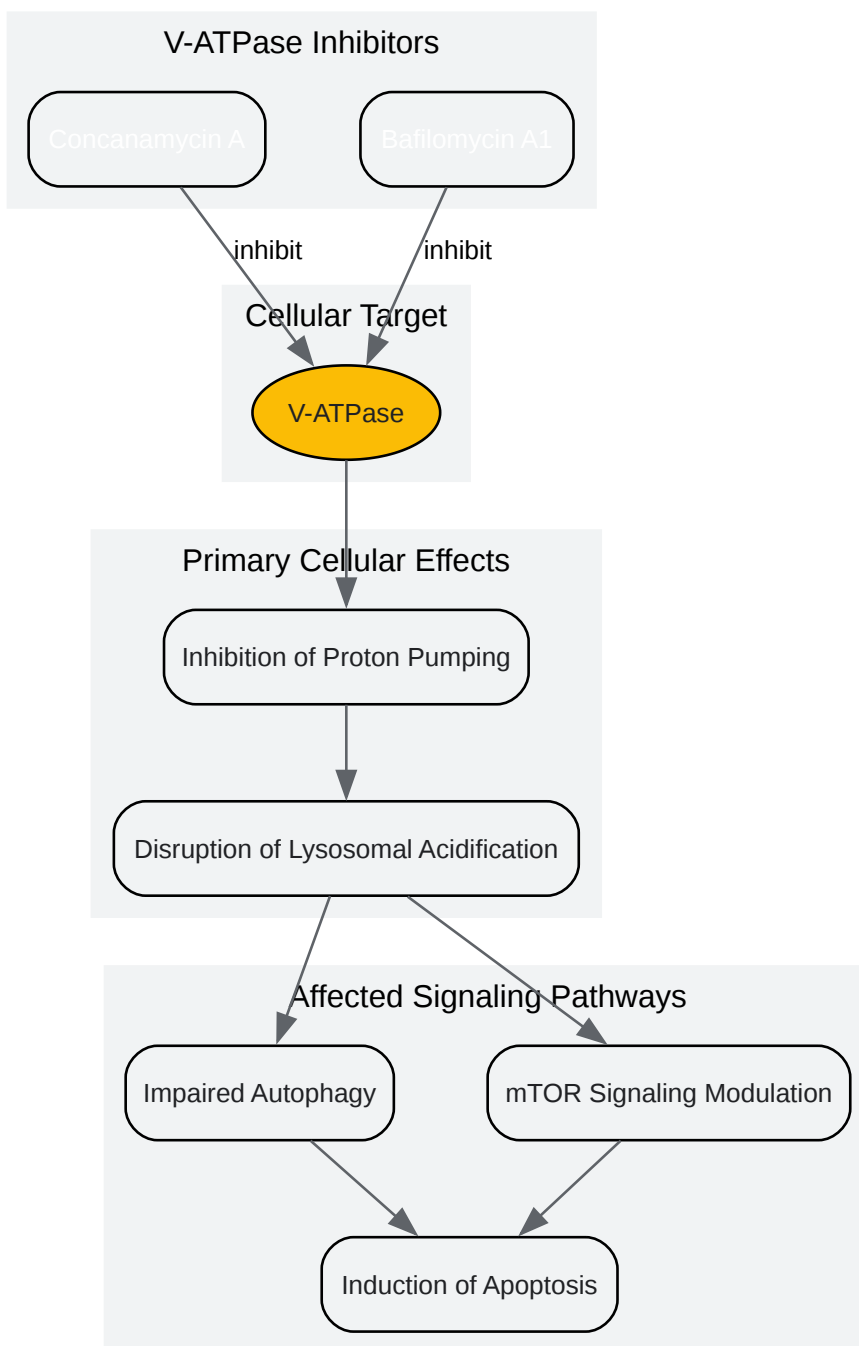 V-ATPase Inhibitors
Concanamycin A
Bafilomycin A1
inhibit
inhibit
Cellular Target
V-ATPase
Primary Cellular Effects
Inhibition of Proton Pumping
Disruption of Lysosomal Acidification
Affected Signaling Pathways
Impaired Autophagy
mTOR Signaling Modulation
Induction of Apoptosis